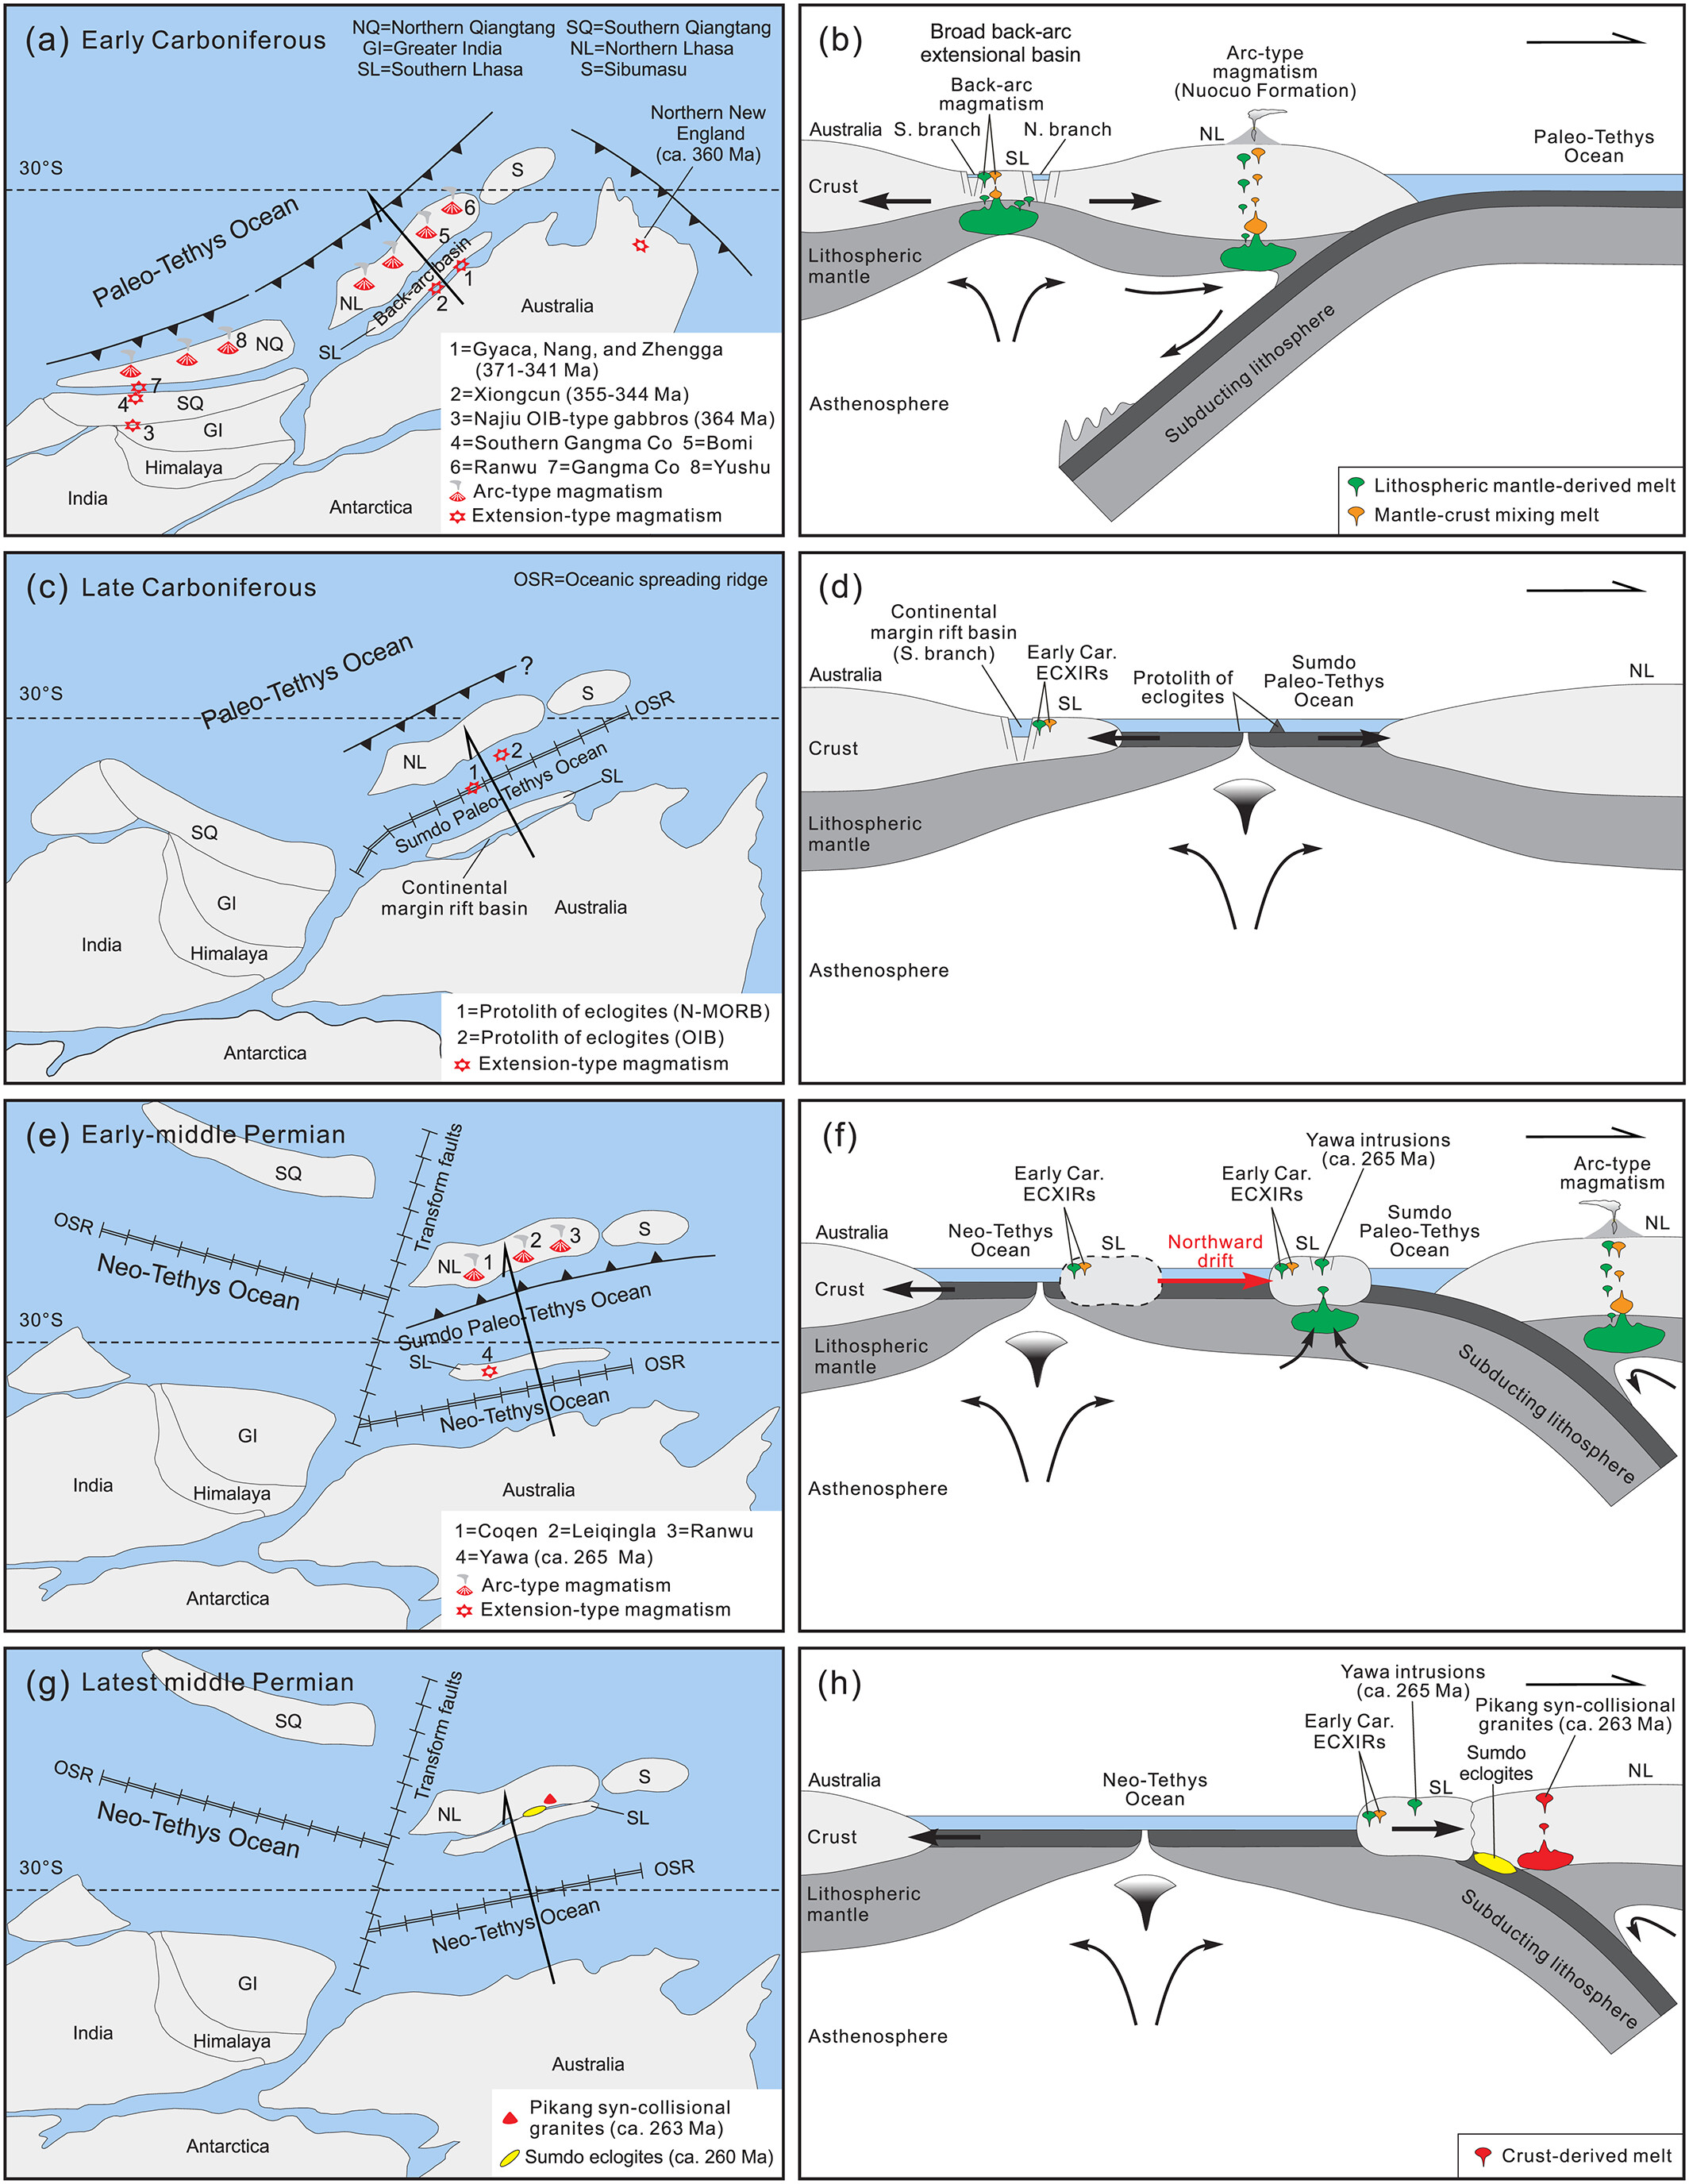 (a) Early Carboniferous
NQ=Northern Qiangtang SQ=Southern Qiangtang
GI=Greater India NL=Northern Lhasa
SL=Southern Lhasa S=Sibumasu
Northern New
England
(ca. 360 Ma)
30°S
S
Paleo-Tethys Ocean
6
5
Back-arc basin
1
2
NL
Australia
SL
8
NQ
7
4
SQ
3
GI
Himalaya
India
Antarctica
1=Gyaca, Nang, and Zhengga
(371-341 Ma)
2=Xiongcun (355-344 Ma)
3=Najiu OIB-type gabbros (364 Ma)
4=Southern Gangma Co 5=Bomi
6=Ranwu 7=Gangma Co 8=Yushu
Arc-type magmatism
Extension-type magmatism
(b)
Broad back-arc
extensional basin
Back-arc
magmatism
Arc-type
magmatism
(Nuocuo Formation)
Australia
S. branch
N. branch
NL
SL
Paleo-Tethys
Ocean
Crust
Lithospheric
mantle
Subducting lithosphere
Asthenosphere
Lithospheric mantle-derived melt
Mantle-crust mixing melt
(c) Late Carboniferous
OSR=Oceanic spreading ridge
Paleo-Tethys Ocean
?
30°S
S
OSR
NL
2
1
Sumdo Paleo-Tethys Ocean
SL
SQ
Continental
margin rift basin
GI
Australia
India
Himalaya
Antarctica
1=Protolith of eclogites (N-MORB)
2=Protolith of eclogites (OIB)
Extension-type magmatism
(d)
Continental
margin rift basin
(S. branch)
Early Car.
ECXIRs
Protolith of
eclogites
Sumdo
Paleo-Tethys
Ocean
Australia
SL
NL
Crust
Lithospheric
mantle
Asthenosphere
(e) Early-middle Permian
SQ
Transform faults
OSR
Neo-Tethys Ocean
NL
1
2
3
S
Sumdo Paleo-Tethys Ocean
30°S
SL
4
OSR
Neo-Tethys Ocean
GI
India
Himalaya
Australia
Antarctica
1=Coqen 2=Leiqingla 3=Ranwu
4=Yawa (ca. 265 Ma)
Arc-type magmatism
Extension-type magmatism
(f)
Yawa intrusions
(ca. 265 Ma)
Early Car.
ECXIRs
Early Car.
ECXIRs
Arc-type
magmatism
Australia
Neo-Tethys
Ocean
SL
Northward
drift
SL
Sumdo
Paleo-Tethys
Ocean
NL
Crust
Lithospheric
mantle
Subducting lithosphere
Asthenosphere
(g) Latest middle Permian
SQ
Transform faults
OSR
Neo-Tethys Ocean
NL
S
SL
30°S
OSR
Neo-Tethys Ocean
GI
India
Himalaya
Australia
Antarctica
Pikang syn-collisional
granites (ca. 263 Ma)
Sumdo eclogites (ca. 260 Ma)
(h)
Yawa intrusions
(ca. 265 Ma)
Pikang syn-collisional
granites (ca. 263 Ma)
Early Car.
ECXIRs
Sumdo
eclogites
Australia
Neo-Tethys
Ocean
SL
NL
Crust
Lithospheric
mantle
Subducting lithosphere
Asthenosphere
Crust-derived melt